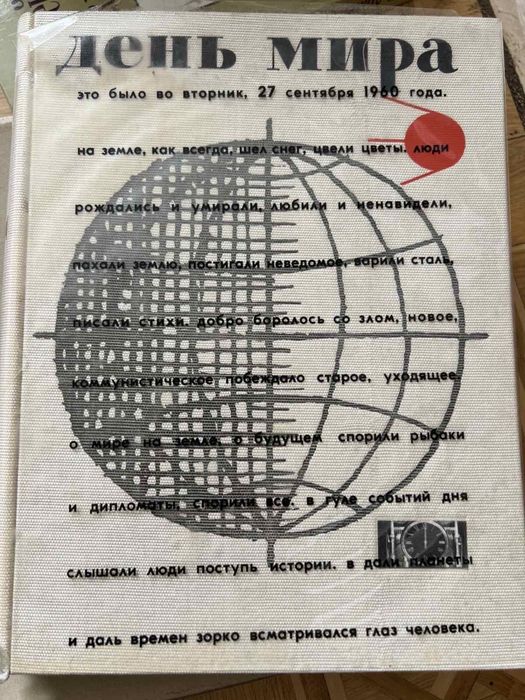 день мира
это было во вторник, 27 сентября 1960 года.
на земле, как всегда, шел снег, цвели цветы. люди
рождались и умирали, любили и ненавидели,
пахали землю, постигали неведомое, варили сталь,
писали стихи. добро боролось со злом, новое,
коммунистическое побеждало старое, уходящее
о мире на земле, о будущем спорили рыбаки
и дипломаты, спорили все. в гуле событий дня
слышали люди поступь истории. в дали планеты
и даль времен зорко всматривался глаз человека.